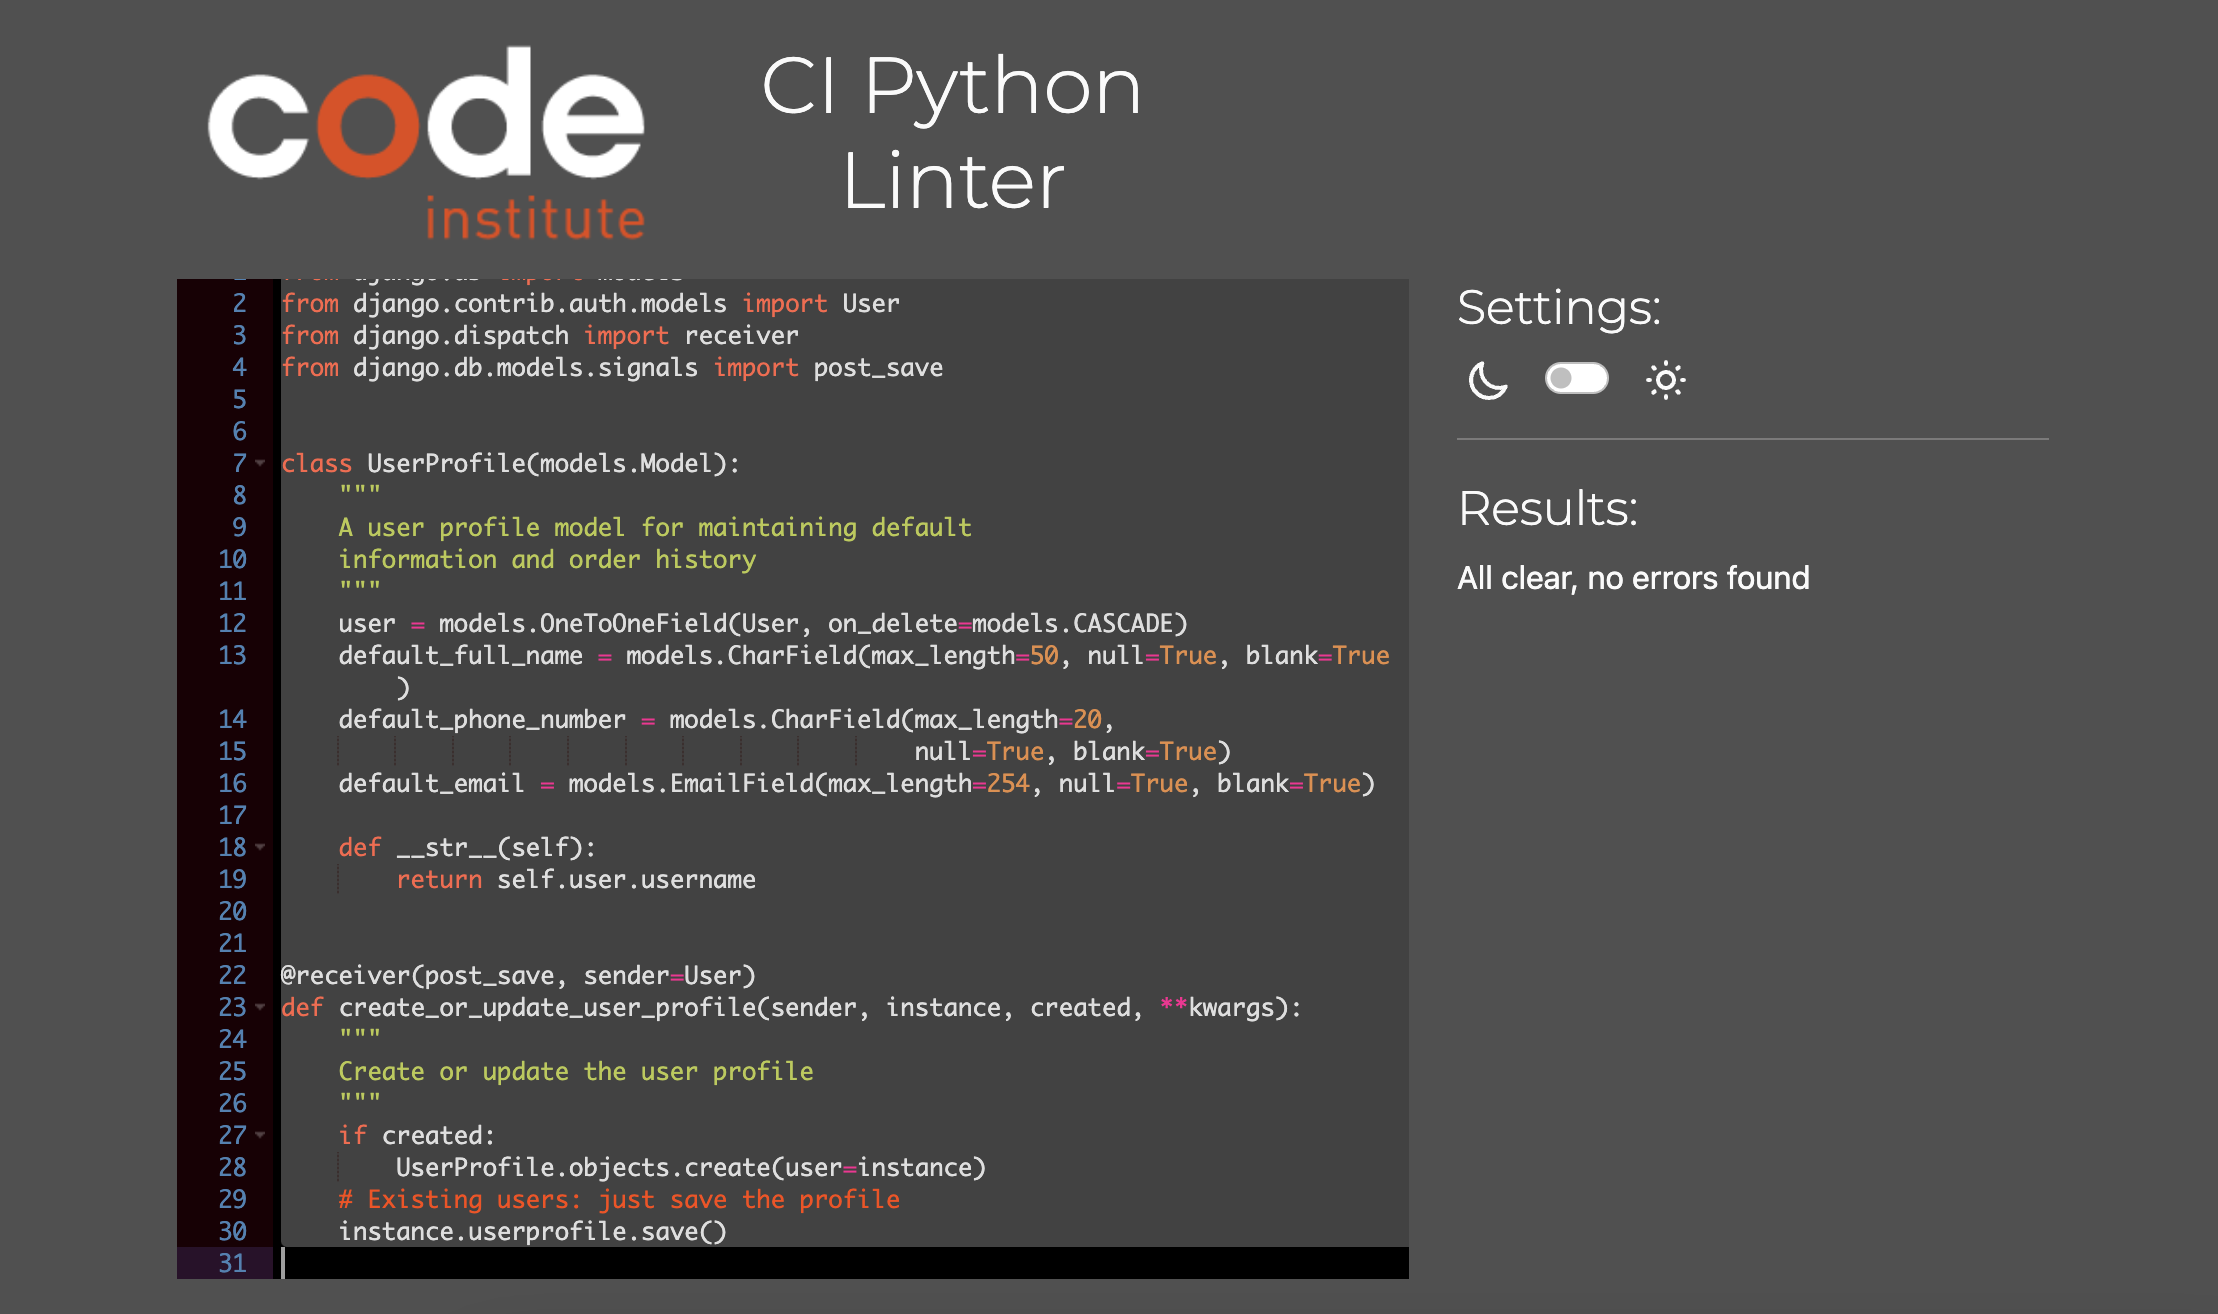 code
institute
CI Python
Linter
2 from django.contrib.auth.models import User
3 from django.dispatch import receiver
4 from django.db.models.signals import post_save
5
6
7 class UserProfile(models.Model):
8     """
9     A user profile model for maintaining default
10     information and order history
11     """
12     user = models.OneToOneField(User, on_delete=models.CASCADE)
13     default_full_name = models.CharField(max_length=50, null=True, blank=True
)
14     default_phone_number = models.CharField(max_length=20,
15                                             null=True, blank=True)
16     default_email = models.EmailField(max_length=254, null=True, blank=True)
17
18     def __str__(self):
19         return self.user.username
20
21
22 @receiver(post_save, sender=User)
23 def create_or_update_user_profile(sender, instance, created, **kwargs):
24     """
25     Create or update the user profile
26     """
27     if created:
28         UserProfile.objects.create(user=instance)
29     # Existing users: just save the profile
30     instance.userprofile.save()
31
Settings:
Results:
All clear, no errors found